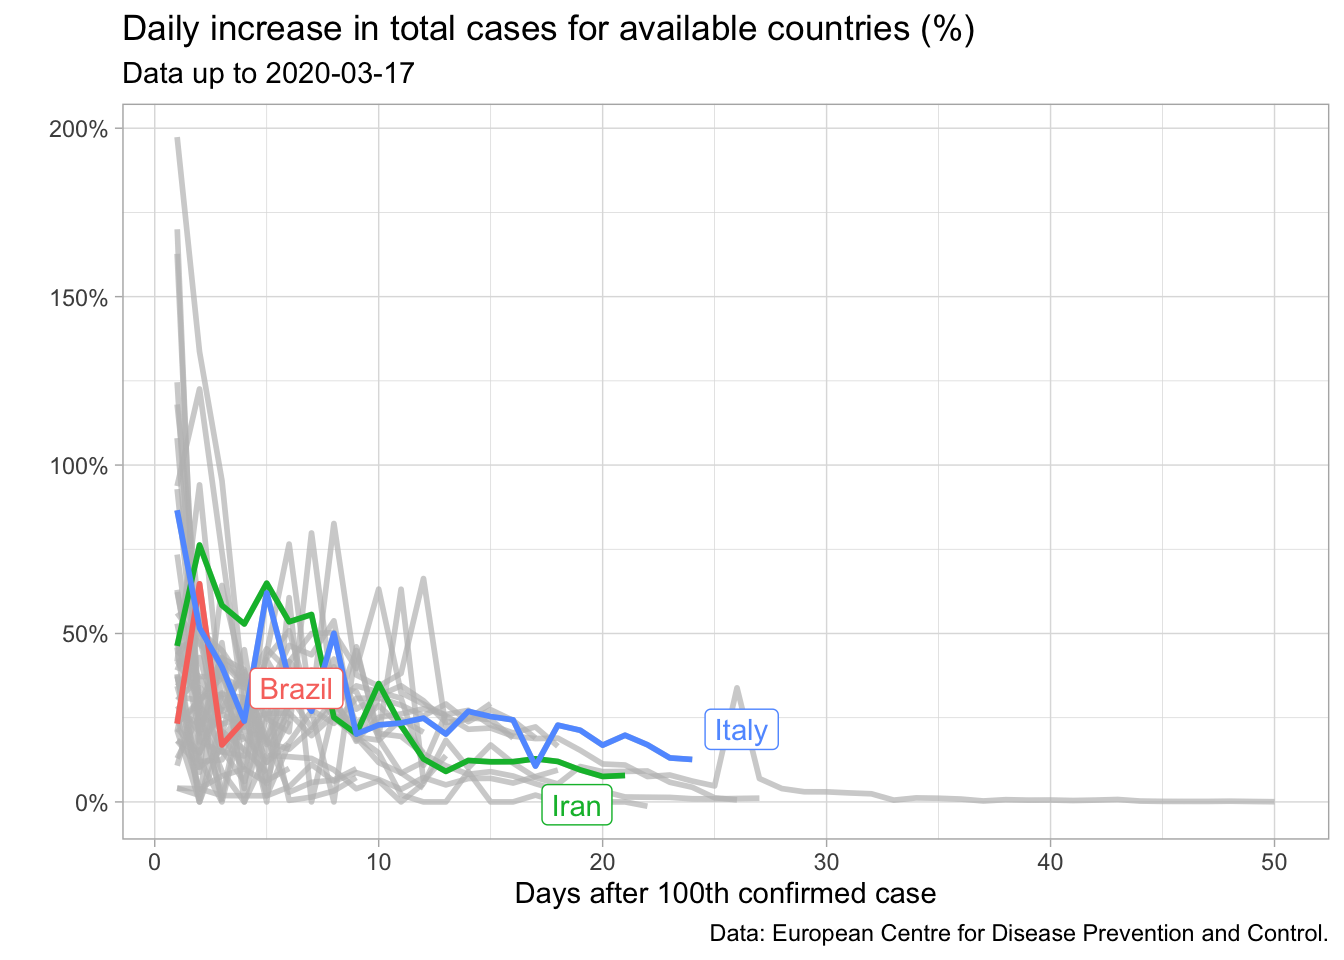 Daily increase in total cases for available countries (%)
Data up to 2020-03-17
200%
150%
100%
50%
0%
Brazil
Italy
Iran
0 10 20 30 40 50
Days after 100th confirmed case
Data: European Centre for Disease Prevention and Control.